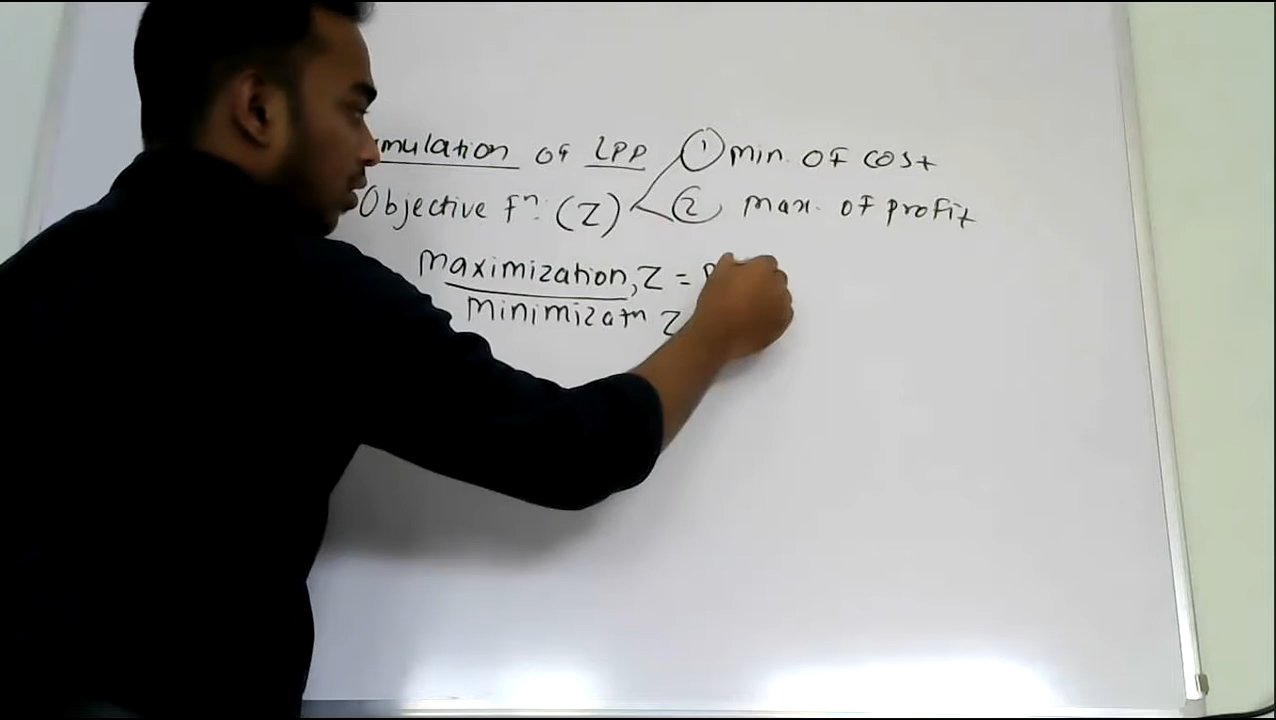 mulation of LPP ① min. of cost
Objective fⁿ. (Z) ② max. of profit
maximization, Z =
minimizatⁿ Z